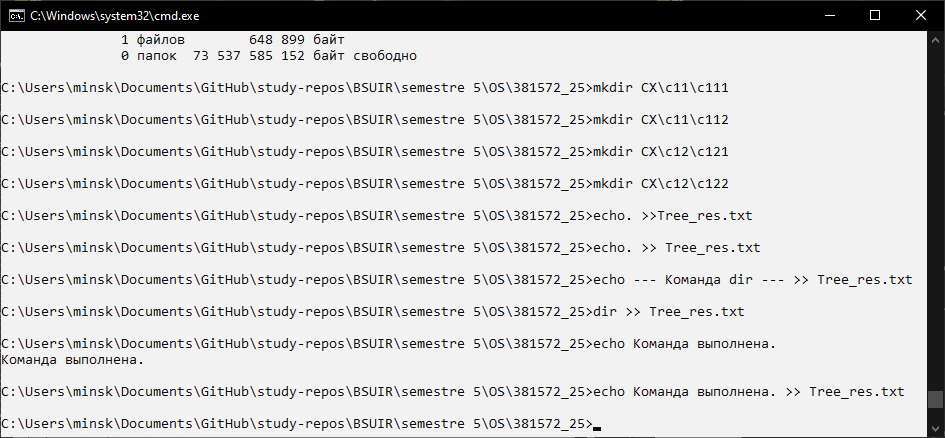 C:\Windows\system32\cmd.exe
1 файлов 648 899 байт
0 папок 73 537 585 152 байт свободно
C:\Users\minsk\Documents\GitHub\study-repos\BSUIR\semestre 5\OS\381572_25>mkdir CX\c11\c111
C:\Users\minsk\Documents\GitHub\study-repos\BSUIR\semestre 5\OS\381572_25>mkdir CX\c11\c112
C:\Users\minsk\Documents\GitHub\study-repos\BSUIR\semestre 5\OS\381572_25>mkdir CX\c12\c121
C:\Users\minsk\Documents\GitHub\study-repos\BSUIR\semestre 5\OS\381572_25>mkdir CX\c12\c122
C:\Users\minsk\Documents\GitHub\study-repos\BSUIR\semestre 5\OS\381572_25>echo. >>Tree_res.txt
C:\Users\minsk\Documents\GitHub\study-repos\BSUIR\semestre 5\OS\381572_25>echo. >> Tree_res.txt
C:\Users\minsk\Documents\GitHub\study-repos\BSUIR\semestre 5\OS\381572_25>echo --- Команда dir --- >> Tree_res.txt
C:\Users\minsk\Documents\GitHub\study-repos\BSUIR\semestre 5\OS\381572_25>dir >> Tree_res.txt
C:\Users\minsk\Documents\GitHub\study-repos\BSUIR\semestre 5\OS\381572_25>echo Команда выполнена.
Команда выполнена.
C:\Users\minsk\Documents\GitHub\study-repos\BSUIR\semestre 5\OS\381572_25>echo Команда выполнена. >> Tree_res.txt
C:\Users\minsk\Documents\GitHub\study-repos\BSUIR\semestre 5\OS\381572_25>